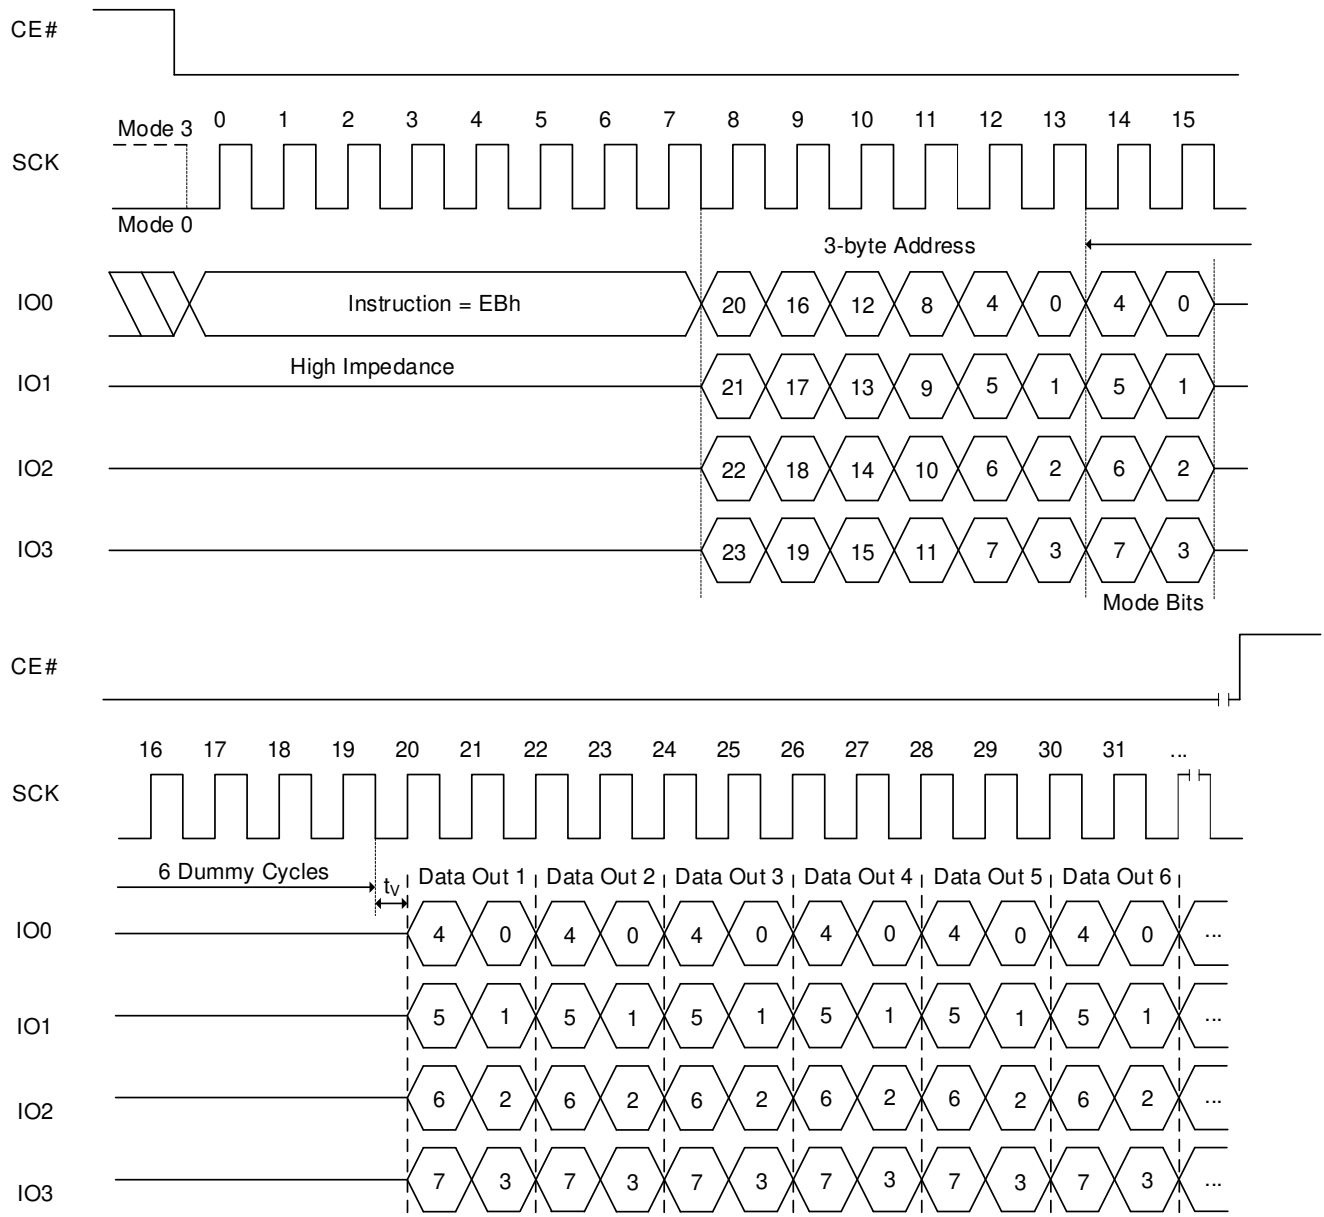 CE#
Mode 3 0 1 2 3 4 5 6 7 8 9 10 11 12 13 14 15
SCK
Mode 0
3-byte Address
IO0 Instruction = EBh 20 16 12 8 4 0 4 0
High Impedance
IO1 21 17 13 9 5 1 5 1
IO2 22 18 14 10 6 2 6 2
IO3 23 19 15 11 7 3 7 3
Mode Bits
CE#
16 17 18 19 20 21 22 23 24 25 26 27 28 29 30 31 ...
SCK
6 Dummy Cycles tV Data Out 1 Data Out 2 Data Out 3 Data Out 4 Data Out 5 Data Out 6
IO0 4 0 4 0 4 0 4 0 4 0 4 0 ...
IO1 5 1 5 1 5 1 5 1 5 1 5 1 ...
IO2 6 2 6 2 6 2 6 2 6 2 6 2 ...
IO3 7 3 7 3 7 3 7 3 7 3 7 3 ...